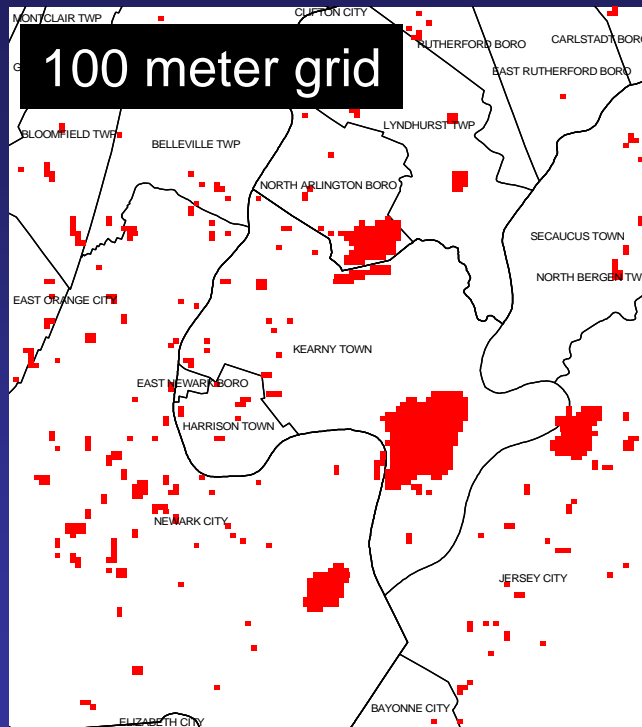 MONTCLAIR TWP
CLIFTON CITY
RUTHERFORD BORO
CARLSTADT BORO
100 meter grid
G
EAST RUTHERFORD BORO
BLOOMFIELD TWP
LYNDHURST TWP
BELLEVILLE TWP
NORTH ARLINGTON BORO
SECAUCUS TOWN
NORTH BERGEN TW
EAST ORANGE CITY
KEARNY TOWN
EAST NEWARK BORO
HARRISON TOWN
NEWARK CITY
JERSEY CITY
BAYONNE CITY
ELIZABETH CITY